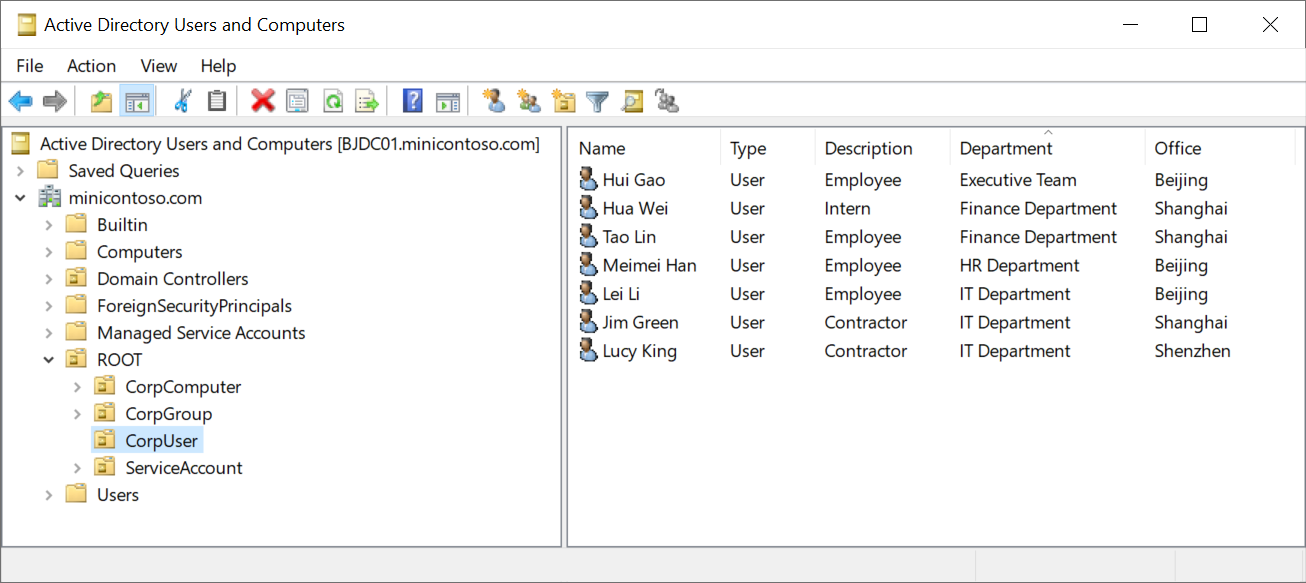 Active Directory Users and Computers
File Action View Help
Active Directory Users and Computers [BJDC01.minicontoso.com]
Saved Queries
minicontoso.com
Builtin
Computers
Domain Controllers
ForeignSecurityPrincipals
Managed Service Accounts
ROOT
CorpComputer
CorpGroup
CorpUser
ServiceAccount
Users
Name Type Description Department Office
Hui Gao User Employee Executive Team Beijing
Hua Wei User Intern Finance Department Shanghai
Tao Lin User Employee Finance Department Shanghai
Meimei Han User Employee HR Department Beijing
Lei Li User Employee IT Department Beijing
Jim Green User Contractor IT Department Shanghai
Lucy King User Contractor IT Department Shenzhen